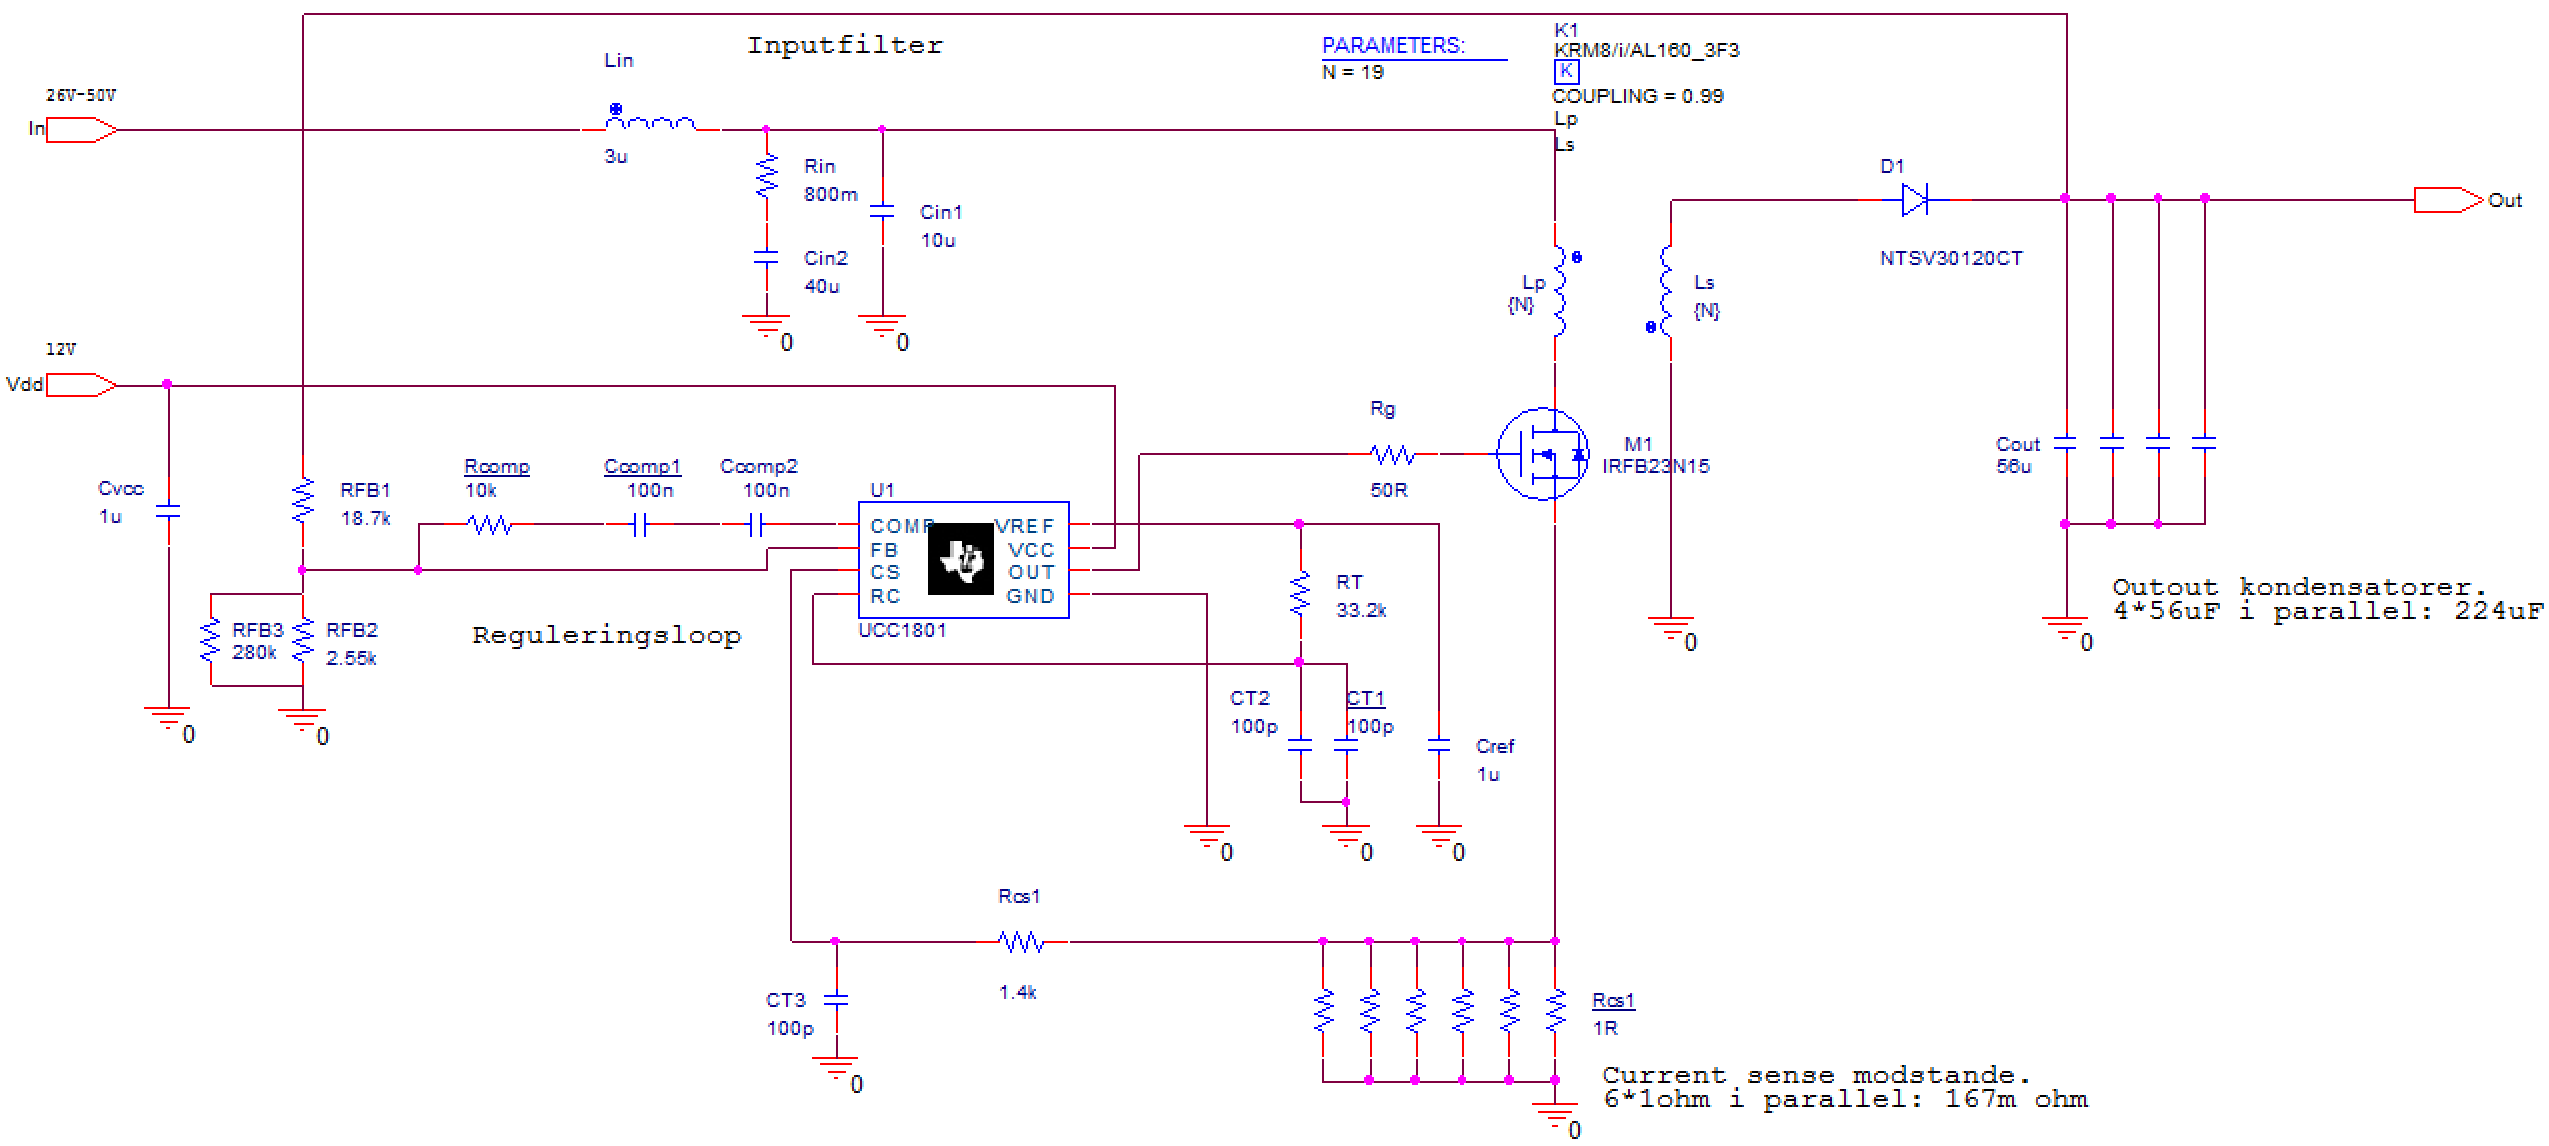 Inputfilter
PARAMETERS:
N = 19
K1
KRM8/i/AL160_3F3
K
COUPLING = 0.99
Lp
Ls
Lin
3u
26V-50V
In
Rin
800m
Cin1
10u
Cin2
40u
0
0
D1
NTSV30120CT
Out
Lp
{N}
Ls
{N}
12V
Vdd
Cvcc
1u
0
RFB1
18.7k
Rcomp
10k
Ccomp1
100n
Ccomp2
100n
RFB3
280k
RFB2
2.55k
0
Reguleringsloop
U1
COMP
FB
CS
RC
VREF
VCC
OUT
GND
UCC1801
Rg
50R
M1
IRFB23N15
0
Cout
56u
0
Outout kondensatorer.
4*56uF i parallel: 224uF
RT
33.2k
CT2
100p
CT1
100p
Cref
1u
0
0
0
Rcs1
1.4k
CT3
100p
0
Rcs1
1R
Current sense modstande.
6*1ohm i parallel: 167m ohm
0